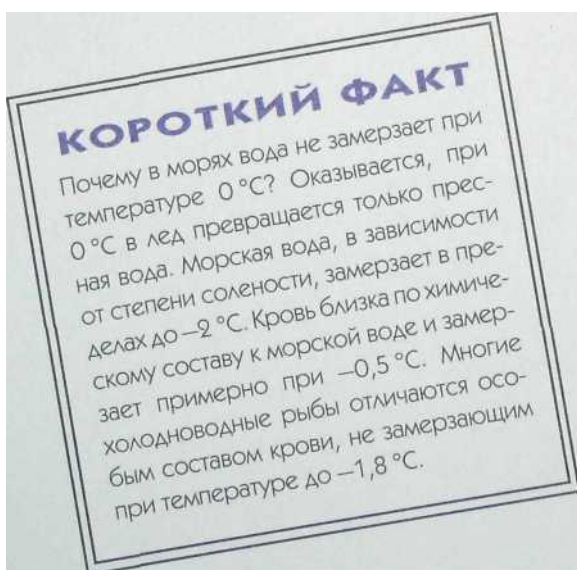 КОРОТКИЙ ФАКТ
Почему в морях вода не замерзает при
температуре 0 °С? Оказывается, при
0 °С в лед превращается только прес-
ная вода. Морская вода, в зависимости
от степени солености, замерзает в пре-
делах до –2 °С. Кровь близка по химиче-
скому составу к морской воде и замер-
зает примерно при –0,5 °С. Многие
холодноводные рыбы отличаются осо-
бым составом крови, не замерзающим
при температуре до –1,8 °С.